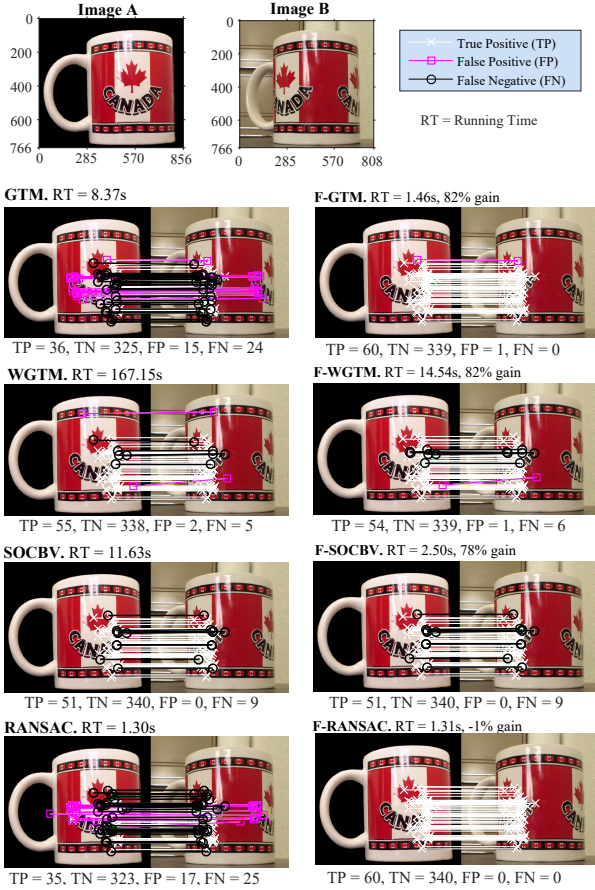 Image A
Image B
0
200
400
600
766
0 285 570 856
0
200
400
600
766
0 285 570 808
True Positive (TP)
False Positive (FP)
False Negative (FN)
RT = Running Time
CANADA
CANADA
GTM. RT = 8.37s
F-GTM. RT = 1.46s, 82% gain
TP = 36, TN = 325, FP = 15, FN = 24
TP = 60, TN = 339, FP = 1, FN = 0
WGTM. RT = 167.15s
F-WGTM. RT = 14.54s, 82% gain
TP = 55, TN = 338, FP = 2, FN = 5
TP = 54, TN = 339, FP = 1, FN = 6
SOCBV. RT = 11.63s
F-SOCBV. RT = 2.50s, 78% gain
TP = 51, TN = 340, FP = 0, FN = 9
TP = 51, TN = 340, FP = 0, FN = 9
RANSAC. RT = 1.30s
F-RANSAC. RT = 1.31s, -1% gain
TP = 35, TN = 323, FP = 17, FN = 25
TP = 60, TN = 340, FP = 0, FN = 0